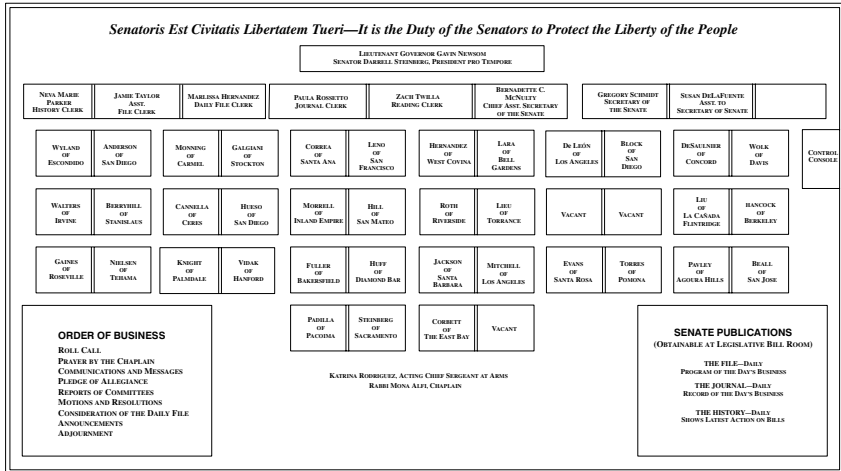 Senatoris Est Civitatis Libertatem Tueri—It is the Duty of the Senators to Protect the Liberty of the People
LIEUTENANT GOVERNOR GAVIN NEWSOM
SENATOR DARRELL STEINBERG, PRESIDENT PRO TEMPORE
NEVA MARIE
PARKER
HISTORY CLERK
JAMIE TAYLOR
ASST.
FILE CLERK
MARLISSA HERNANDEZ
DAILY FILE CLERK
PAULA ROSSETTO
JOURNAL CLERK
ZACH TWILLA
READING CLERK
BERNADETTE C.
MCNULTY
CHIEF ASST. SECRETARY
OF THE SENATE
GREGORY SCHMIDT
SECRETARY OF
THE SENATE
SUSAN DELAFUENTE
ASST. TO
SECRETARY OF SENATE
WYLAND
OF
ESCONDIDO
ANDERSON
OF
SAN DIEGO
MONNING
OF
CARMEL
GALGIANI
OF
STOCKTON
CORREA
OF
SANTA ANA
LENO
OF
SAN
FRANCISCO
HERNANDEZ
OF
WEST COVINA
LARA
OF
BELL
GARDENS
De LEÓN
OF
LOS ANGELES
BLOCK
OF
SAN
DIEGO
DESAULNIER
OF
CONCORD
WOLK
OF
DAVIS
CONTROL
CONSOLE
WALTERS
OF
IRVINE
BERRYHILL
OF
STANISLAUS
CANNELLA
OF
CERES
HUESO
OF
SAN DIEGO
MORRELL
OF
INLAND EMPIRE
HILL
OF
SAN MATEO
ROTH
OF
RIVERSIDE
LIEU
OF
TORRANCE
VACANT
VACANT
LIU
OF
LA CAÑADA
FLINTRIDGE
HANCOCK
OF
BERKELEY
GAINES
OF
ROSEVILLE
NIELSEN
OF
TEHAMA
KNIGHT
OF
PALMDALE
VIDAK
OF
HANFORD
FULLER
OF
BAKERSFIELD
HUFF
OF
DIAMOND BAR
JACKSON
OF
SANTA
BARBARA
MITCHELL
OF
LOS ANGELES
EVANS
OF
SANTA ROSA
TORRES
OF
POMONA
PAVLEY
OF
AGOURA HILLS
BEALL
OF
SAN JOSE
PADILLA
OF
PACOIMA
STEINBERG
OF
SACRAMENTO
CORBETT
OF
THE EAST BAY
VACANT
ORDER OF BUSINESS
ROLL CALL
PRAYER BY THE CHAPLAIN
COMMUNICATIONS AND MESSAGES
PLEDGE OF ALLEGIANCE
REPORTS OF COMMITTEES
MOTIONS AND RESOLUTIONS
CONSIDERATION OF THE DAILY FILE
ANNOUNCEMENTS
ADJOURNMENT
KATRINA RODRIGUEZ, ACTING CHIEF SERGEANT AT ARMS
RABBI MONA ALFI, CHAPLAIN
SENATE PUBLICATIONS
(OBTAINABLE AT LEGISLATIVE BILL ROOM)
THE FILE—DAILY
PROGRAM OF THE DAY'S BUSINESS
THE JOURNAL—DAILY
RECORD OF THE DAY'S BUSINESS
THE HISTORY—DAILY
SHOWS LATEST ACTION ON BILLS